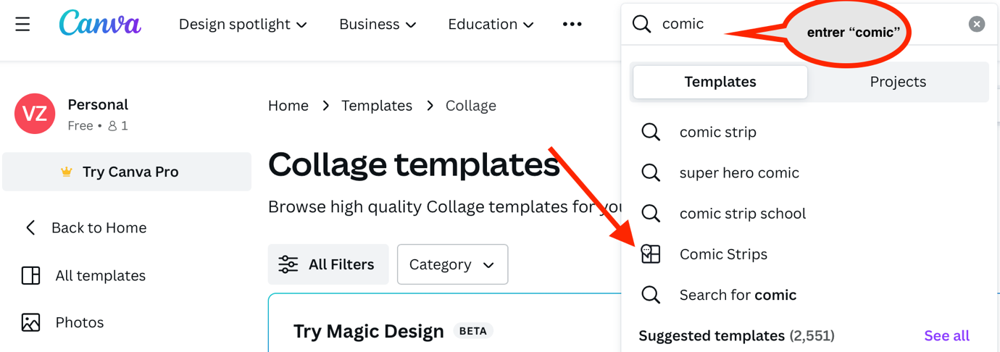 Canva
Design spotlight
Business
Education
comic
entrer “comic”
Templates
Projects
VZ
Personal
Free • 1
Try Canva Pro
Back to Home
All templates
Photos
Home > Templates > Collage
Collage templates
Browse high quality Collage templates for you
All Filters
Category
Try Magic Design BETA
comic strip
super hero comic
comic strip school
Comic Strips
Search for comic
Suggested templates (2,551)
See all